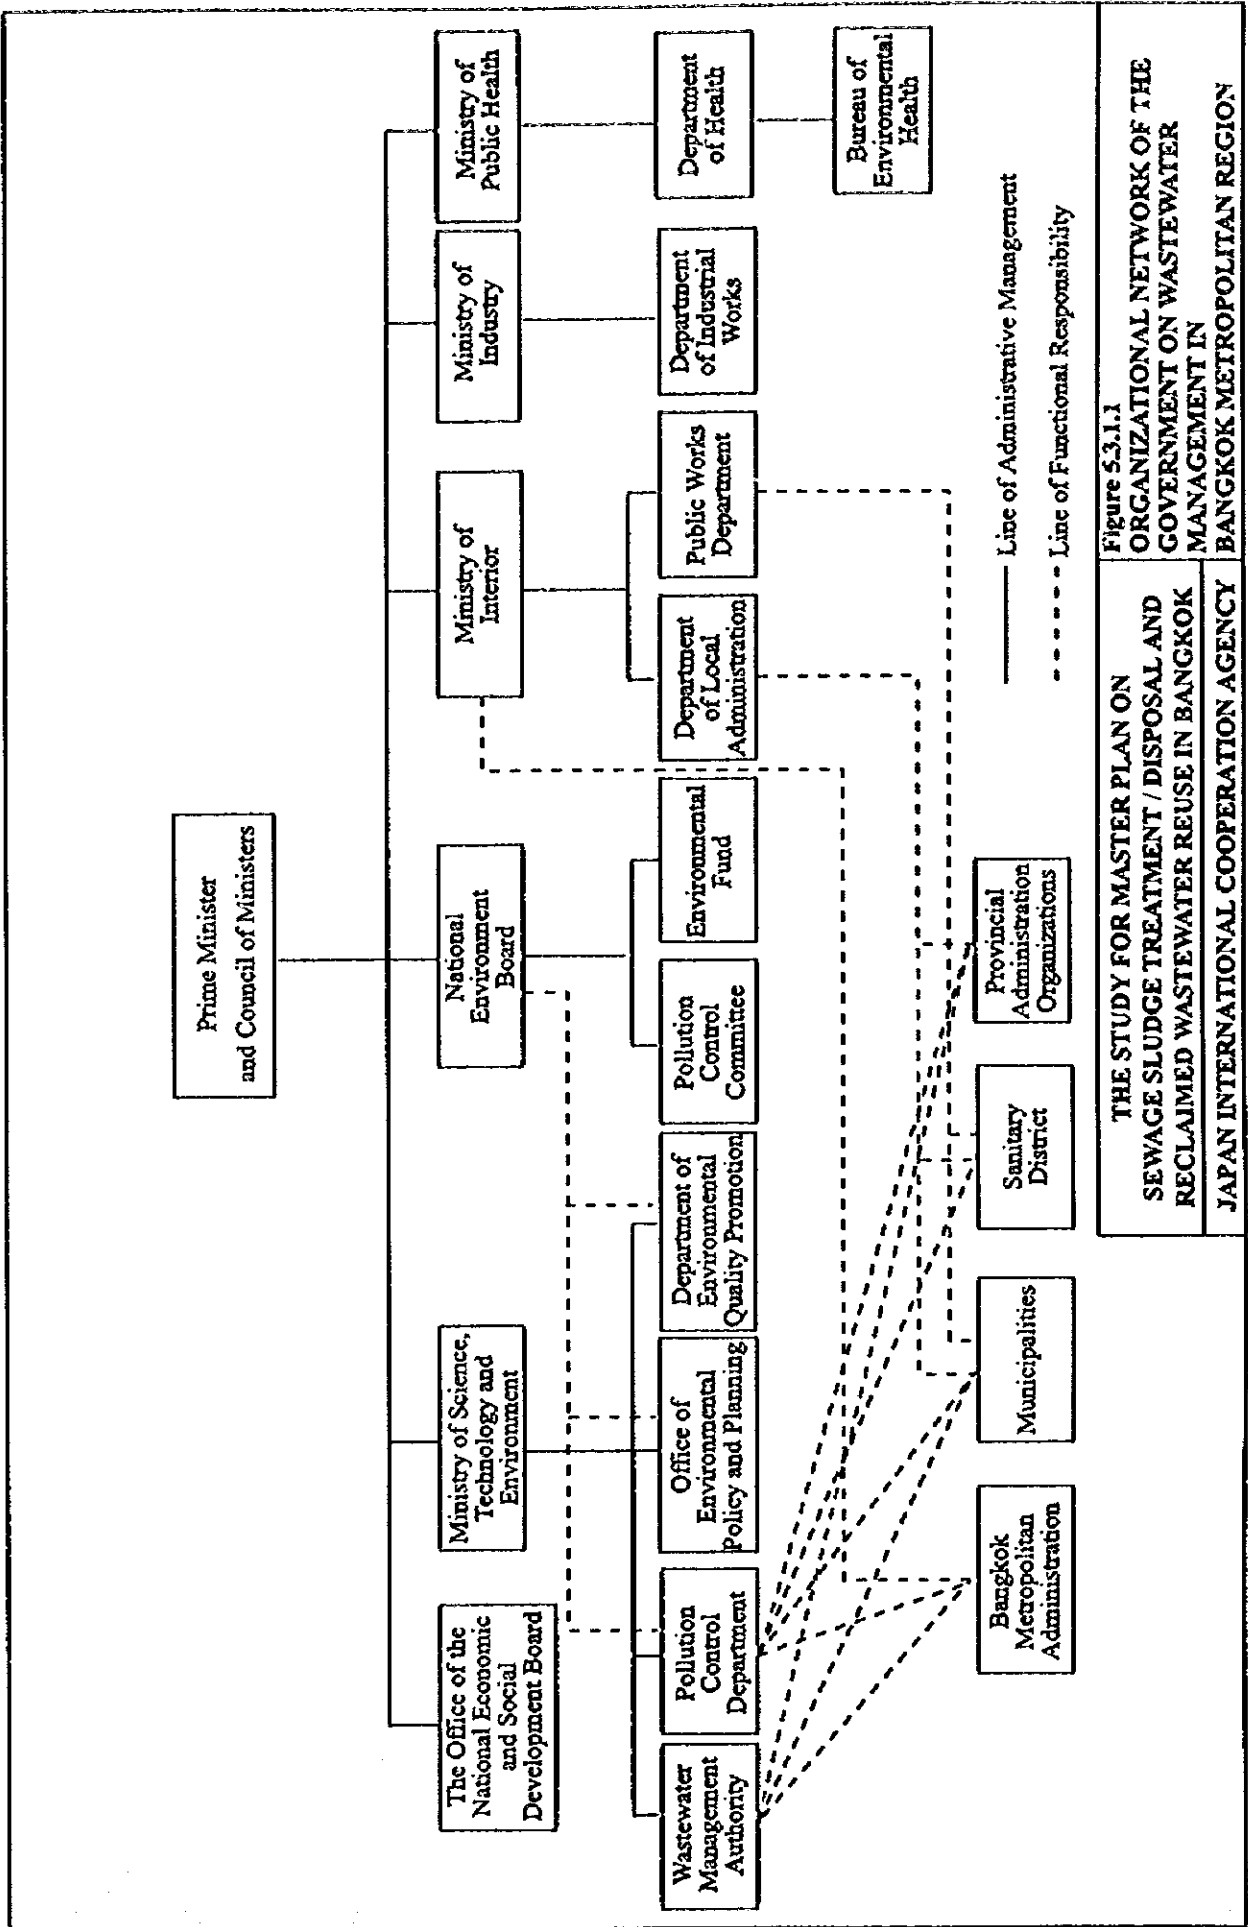 Prime Minister
and Council of Ministers
The Office of the
National Economic
and Social
Development Board
Ministry of Science,
Technology and
Environment
National
Environment
Board
Ministry of
Interior
Ministry of
Industry
Ministry of
Public Health
Wastewater
Management
Authority
Pollution
Control
Department
Office of
Environmental
Policy and Planning
Department of
Environmental
Quality Promotion
Pollution
Control
Committee
Environmental
Fund
Department
of Local
Administration
Public Works
Department
Department
of Industrial
Works
Department
of Health
Bureau of
Environmental
Health
Bangkok
Metropolitan
Administration
Municipalities
Sanitary
District
Provincial
Administration
Organizations
Line of Administrative Management
Line of Functional Responsibility
THE STUDY FOR MASTER PLAN ON
SEWAGE SLUDGE TREATMENT / DISPOSAL AND
RECLAIMED WASTEWATER REUSE IN BANGKOK
JAPAN INTERNATIONAL COOPERATION AGENCY
Figure 5.3.1.1
ORGANIZATIONAL NETWORK OF THE
GOVERNMENT ON WASTEWATER
MANAGEMENT IN
BANGKOK METROPOLITAN REGION